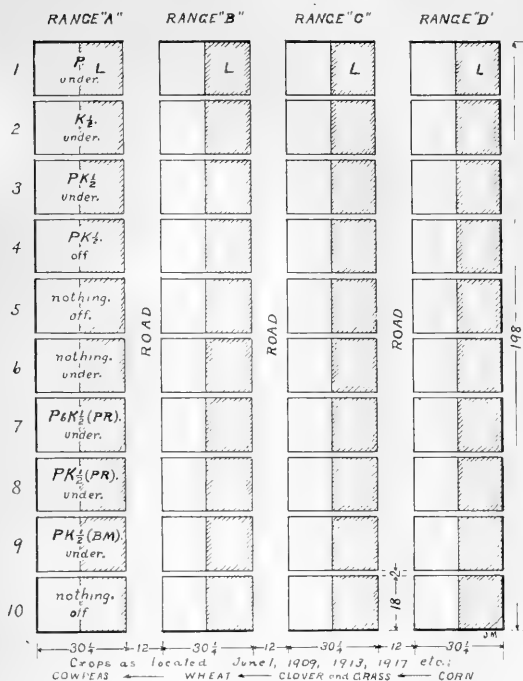 RANGE "A" RANGE "B" RANGE "C" RANGE "D"
1 P L L L L
under.
2 K½.
under.
3 PK½
under.
4 PK½.
off
5 nothing.
off.
6 nothing.
under.
7 P6K½(PR).
under.
8 PK½(PR).
under.
9 PK½(BM).
under.
10 nothing.
off
ROAD ROAD ROAD
198
2
18
J M
30¼ 12 30¼ 12 30¼ 12 30¼
Crops as located June 1, 1909, 1913, 1917 etc;
COWPEAS WHEAT CLOVER and GRASS CORN